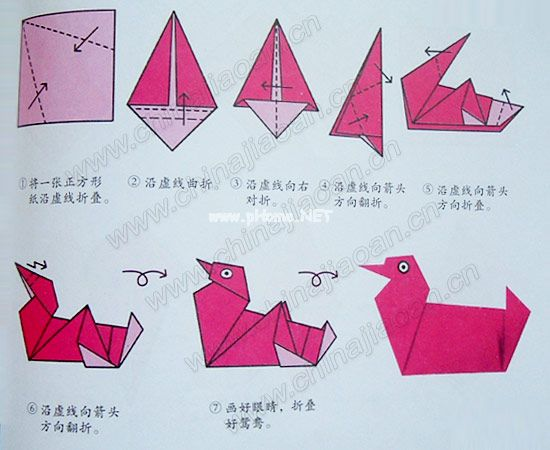 ①将一张正方形
纸沿虚线折叠。
②沿虚线曲折。
③沿虚线向右
对折。
④沿虚线向箭头
方向翻折。
⑤沿虚线向箭头
方向折叠。
⑥沿虚线向箭头
方向翻折。
⑦画好眼睛，折叠
好鸳鸯。
www.pHome.NET
www.chinajiaoan.cn
www.chinajiaoan.cn
www.chinajiaoan.cn